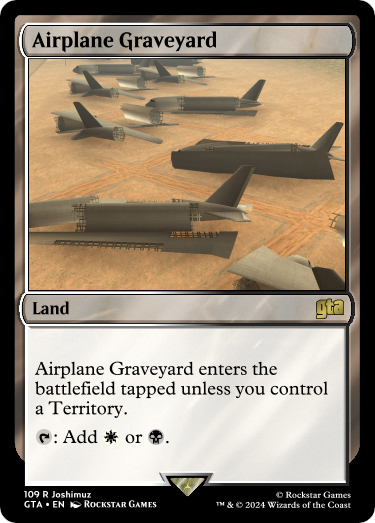 Airplane Graveyard
Land
gta
Airplane Graveyard enters the
battlefield tapped unless you control
a Territory.
: Add or .
109 R Joshimuz
GTA • EN Rockstar Games
© Rockstar Games
™ & © 2024 Wizards of the Coast